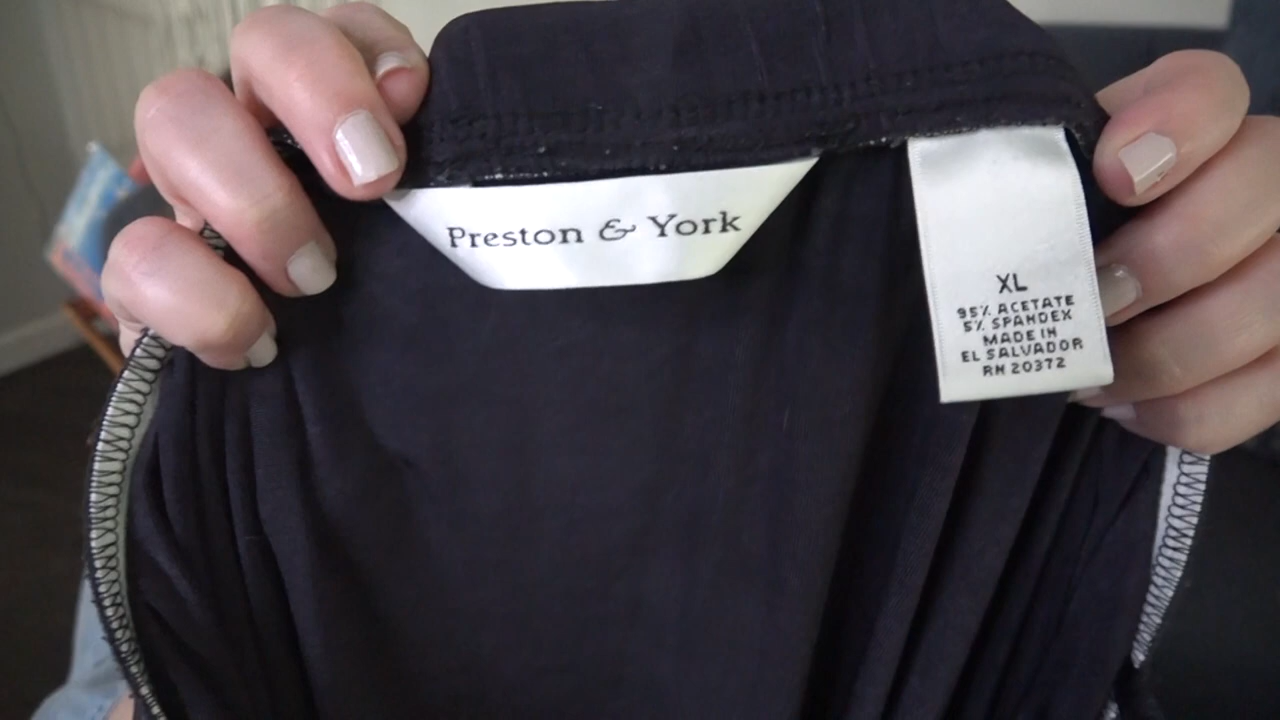 Preston & York
XL
95% ACETATE
5% SPANDEX
MADE IN
EL SALVADOR
RN 20372